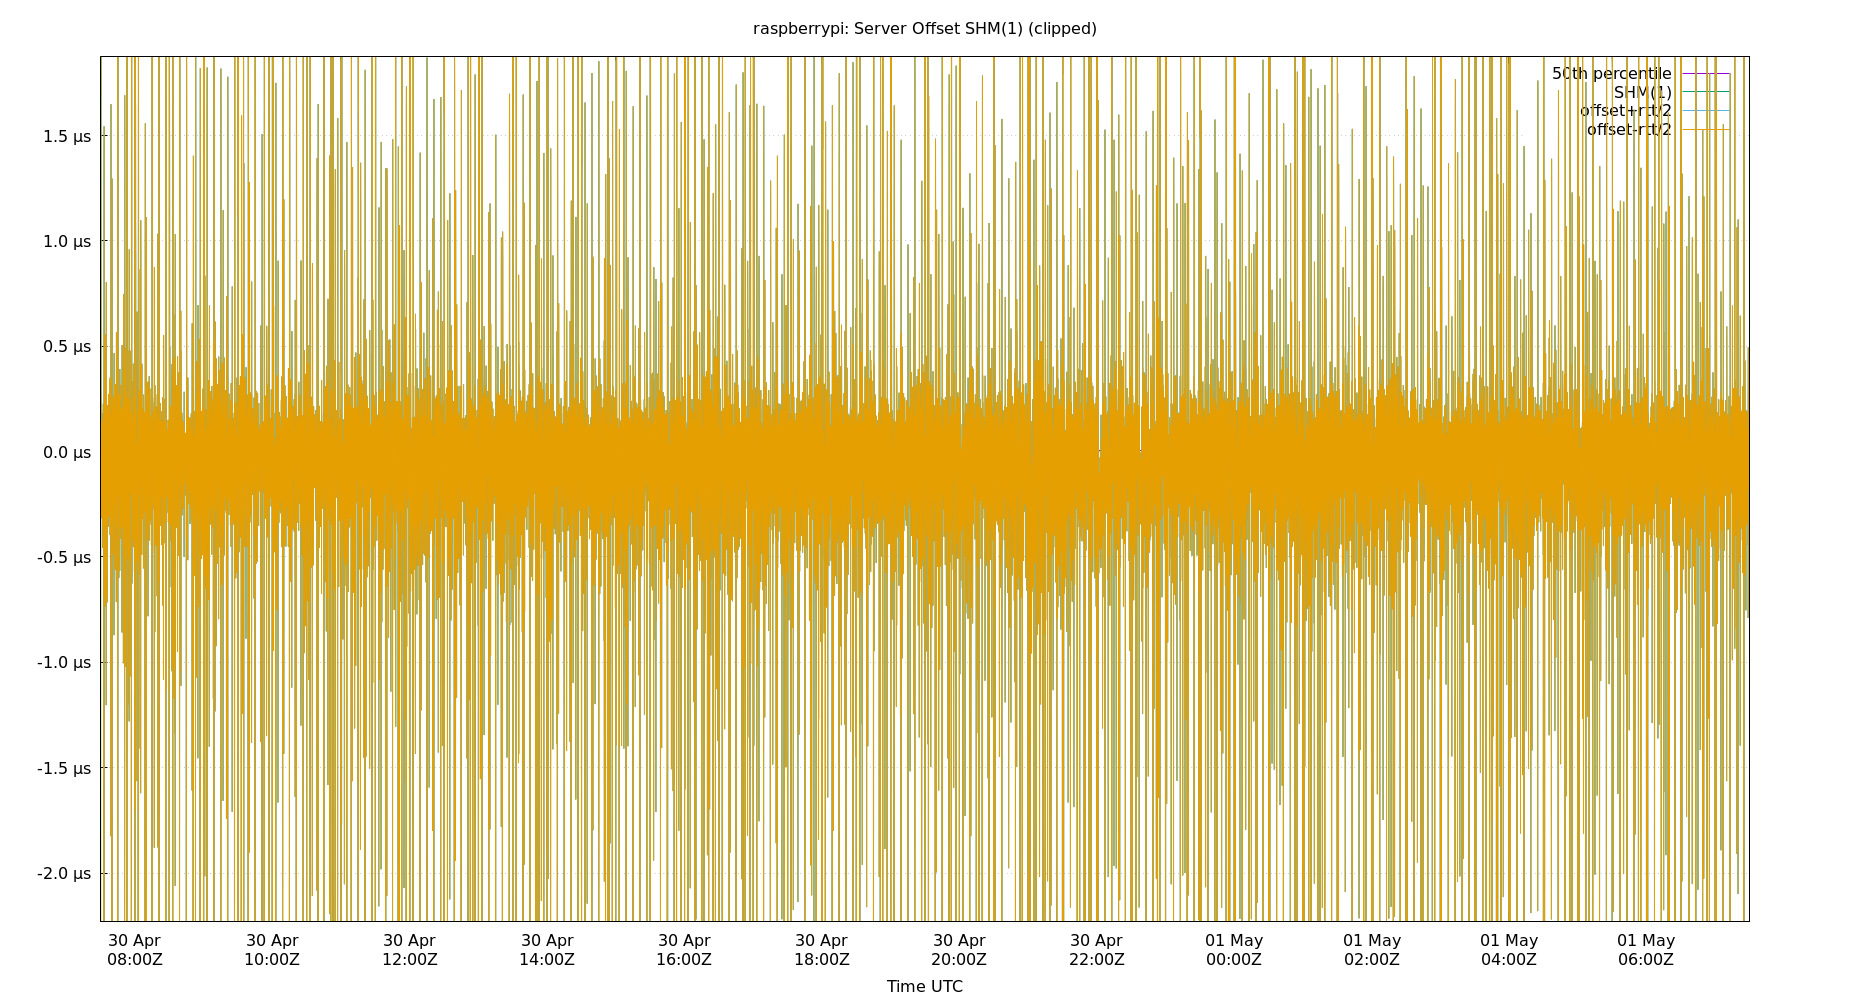 raspberrypi: Server Offset SHM(1) (clipped)
50th percentile
SHM(1)
offset+rtt/2
offset-rtt/2
1.5 µs
1.0 µs
0.5 µs
0.0 µs
-0.5 µs
-1.0 µs
-1.5 µs
-2.0 µs
30 Apr 30 Apr 30 Apr 30 Apr 30 Apr 30 Apr 30 Apr 30 Apr 01 May 01 May 01 May 01 May
08:00Z 10:00Z 12:00Z 14:00Z 16:00Z 18:00Z 20:00Z 22:00Z 00:00Z 02:00Z 04:00Z 06:00Z
Time UTC